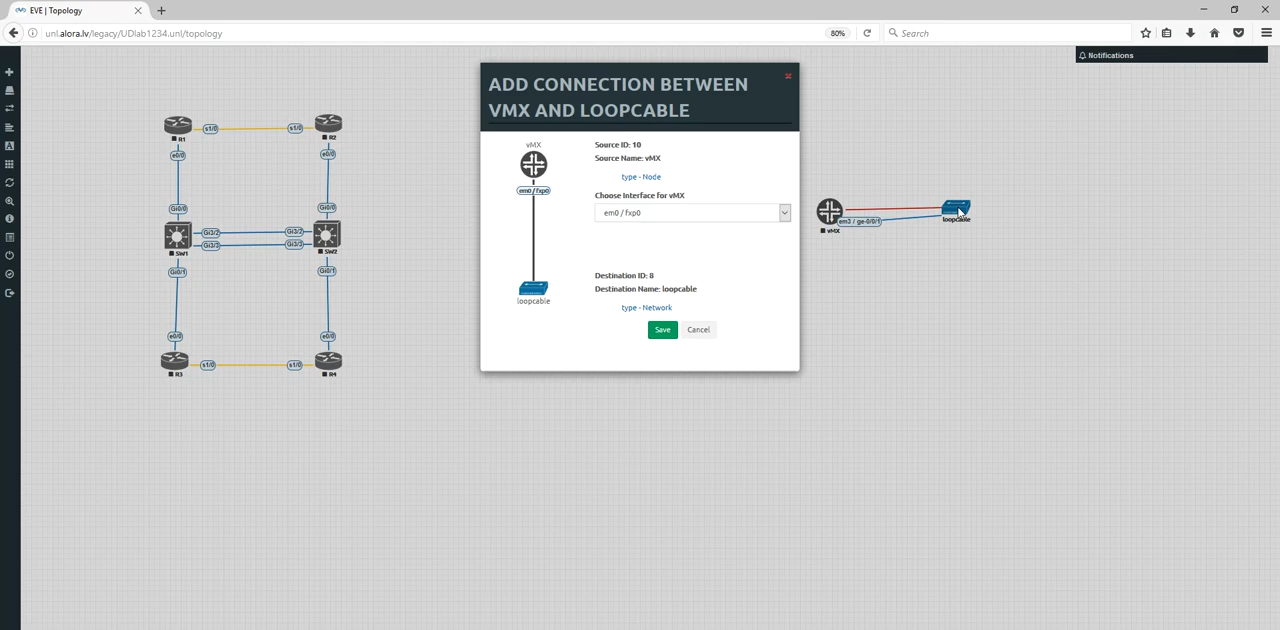 EVE | Topology
unl.alora.lv/legacy/UDlab1234.unl/topology
80%
Search
Notifications
ADD CONNECTION BETWEEN
VMX AND LOOPCABLE
vMX
em0 / fxp0
loopcable
Source ID: 10
Source Name: vMX
type - Node
Choose Interface for vMX
em0 / fxp0
Destination ID: 8
Destination Name: loopcable
type - Network
Save
Cancel
s1/0
s1/0
R1
R2
e0/0
e0/0
Gi0/0
Gi0/0
Gi3/2
Gi3/2
Gi3/3
Gi3/3
SW1
SW2
Gi0/1
Gi0/1
e0/0
e0/0
s1/0
s1/0
R3
R4
em3 / ge-0/0/1
vMX
loopcable